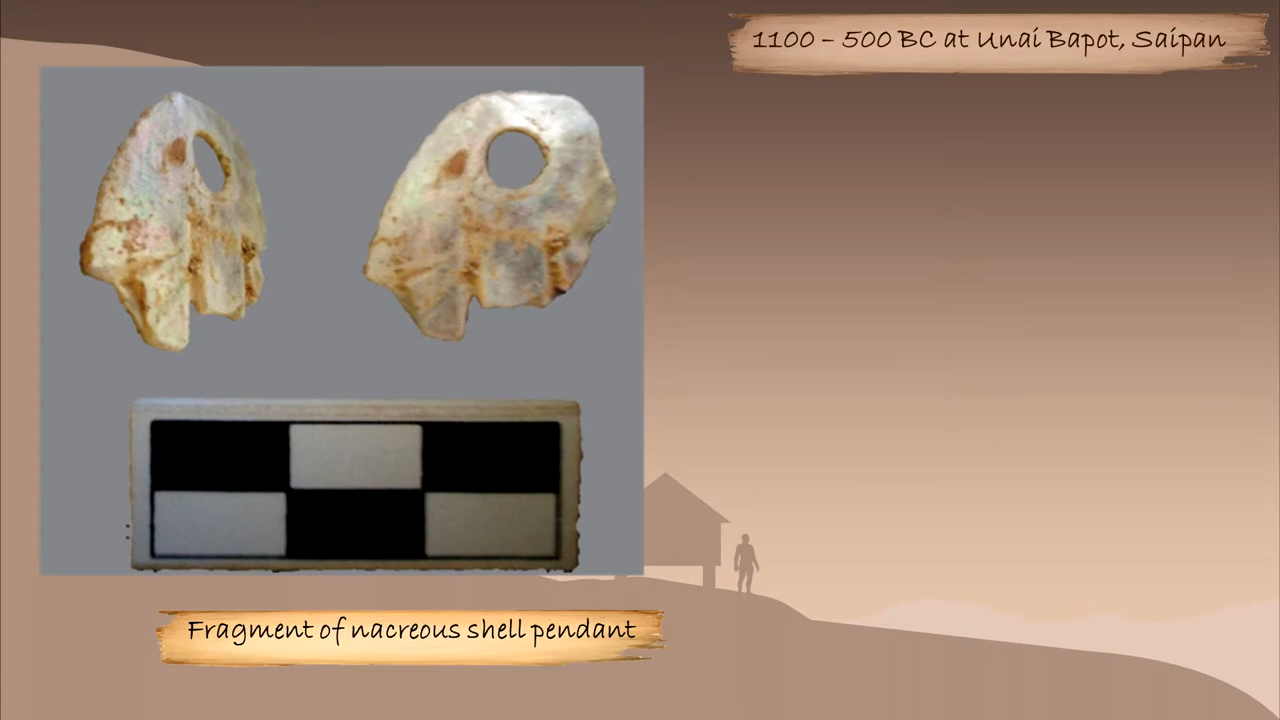 1100 – 500 BC at Unai Bapot, Saipan
Fragment of nacreous shell pendant